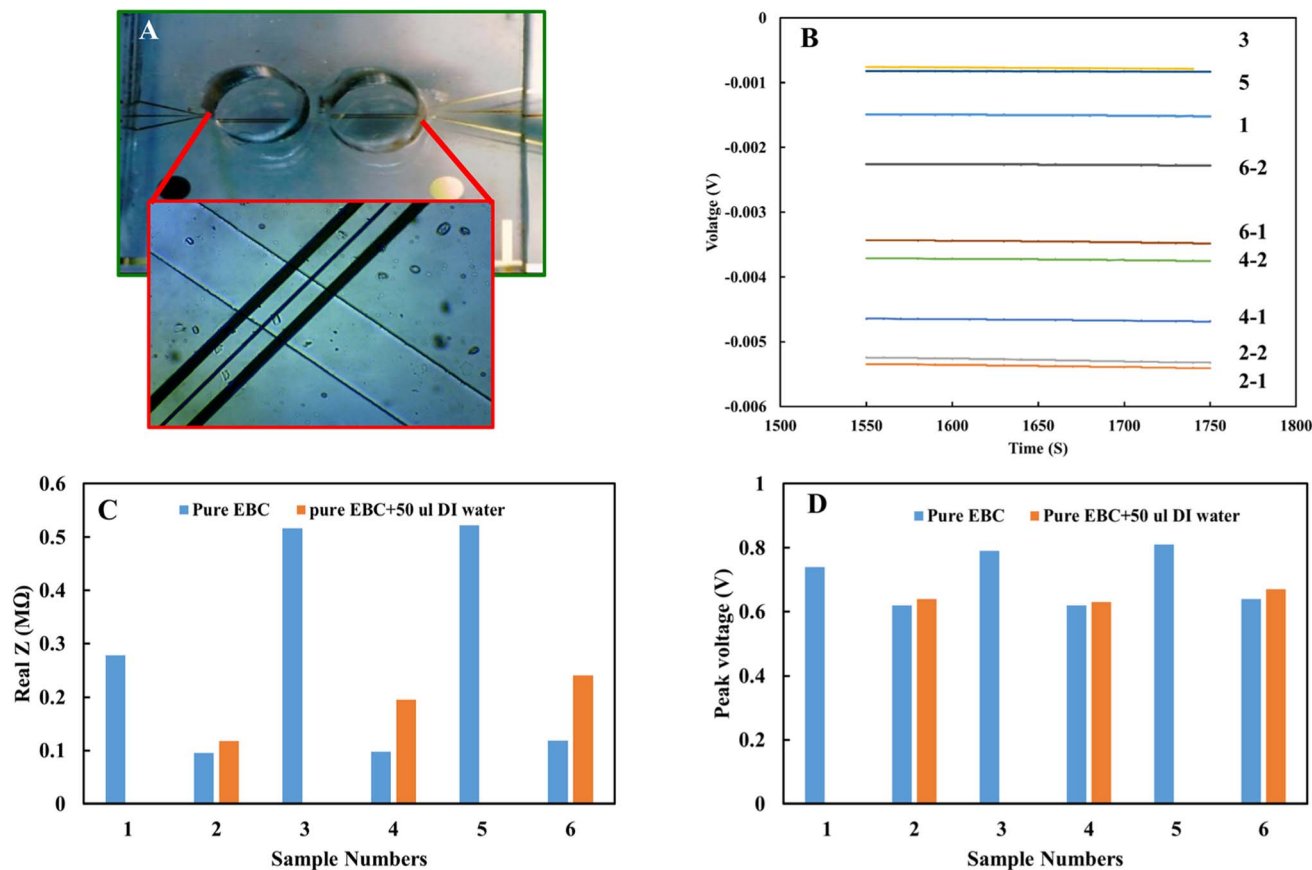 A
B
0
-0.001
-0.002
-0.003
-0.004
-0.005
-0.006
Volatge (V)
3
5
1
6-2
6-1
4-2
4-1
2-2
2-1
1500 1550 1600 1650 1700 1750 1800
Time (S)
C
Pure EBC pure EBC+50 ul DI water
0.6
0.5
0.4
0.3
0.2
0.1
0
Real Z (MΩ)
1 2 3 4 5 6
Sample Numbers
D
Pure EBC Pure EBC+50 ul DI water
1
0.8
0.6
0.4
0.2
0
Peak voltage (V)
1 2 3 4 5 6
Sample Numbers